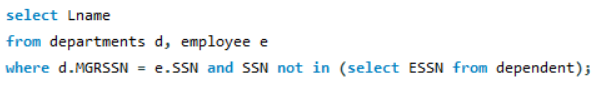 select Lname
from departments d, employee e
where d.MGRSSN = e.SSN and SSN not in (select ESSN from dependent);